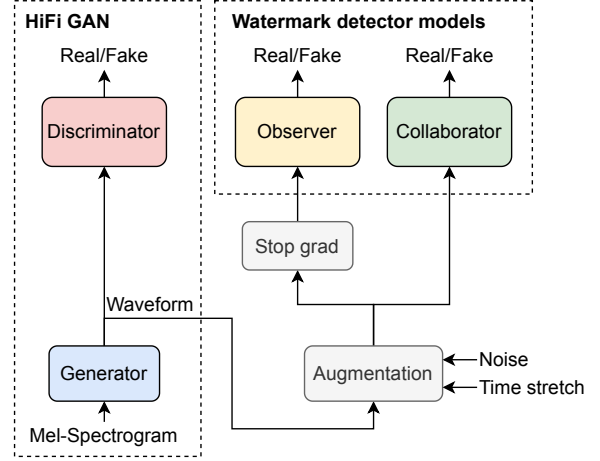 HiFi GAN
Watermark detector models
Real/Fake
Real/Fake
Real/Fake
Discriminator
Observer
Collaborator
Stop grad
Waveform
Generator
Augmentation
Noise
Time stretch
Mel-Spectrogram